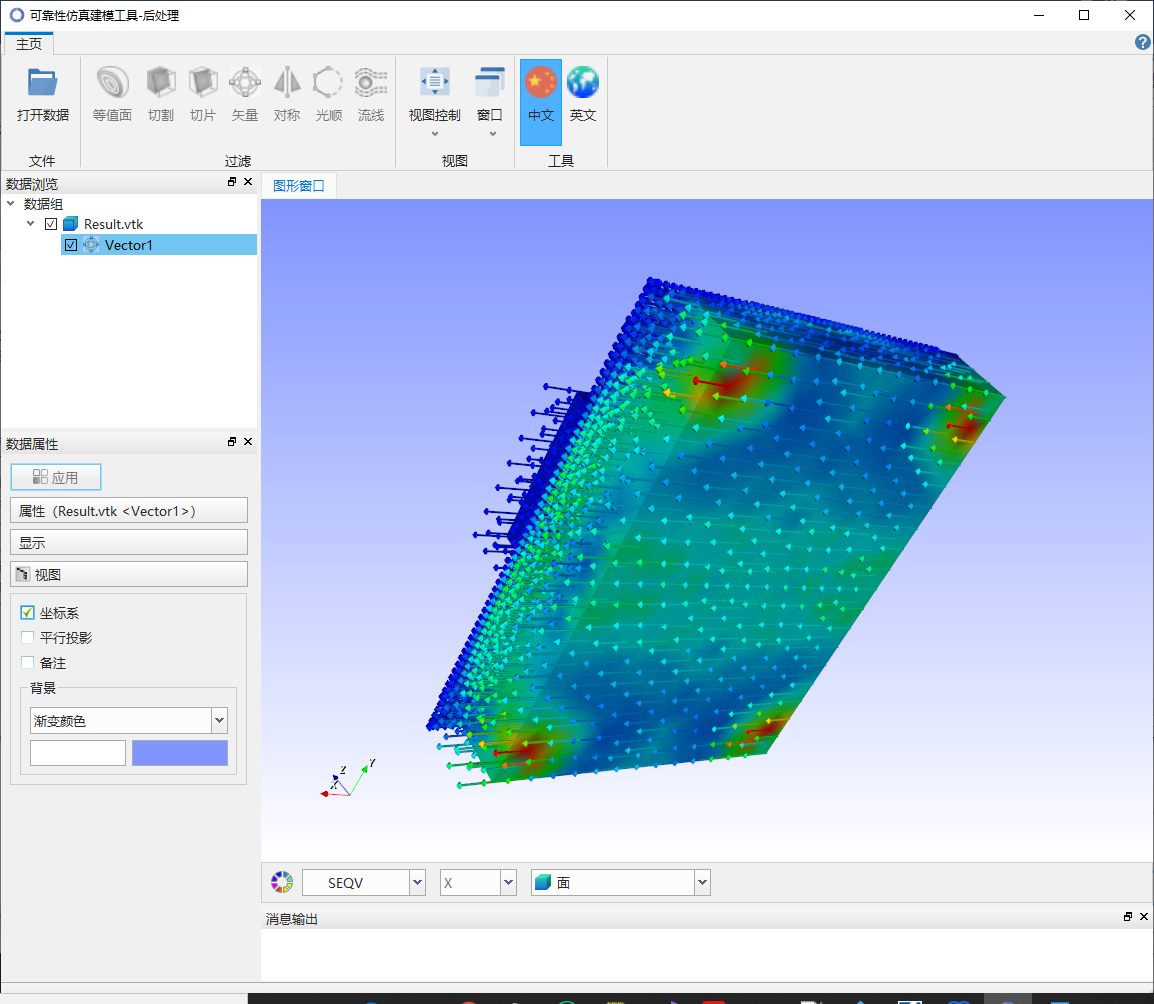 可靠性仿真建模工具-后处理
主页
打开数据
等值面
切割
切片
矢量
对称
光顺
流线
视图控制
窗口
中文
英文
文件
过滤
视图
工具
数据浏览
数据组
Result.vtk
Vector1
数据属性
应用
属性（Result.vtk <Vector1>）
显示
视图
坐标系
平行投影
备注
背景
渐变颜色
图形窗口
Z
Y
X
SEQV
X
面
消息输出